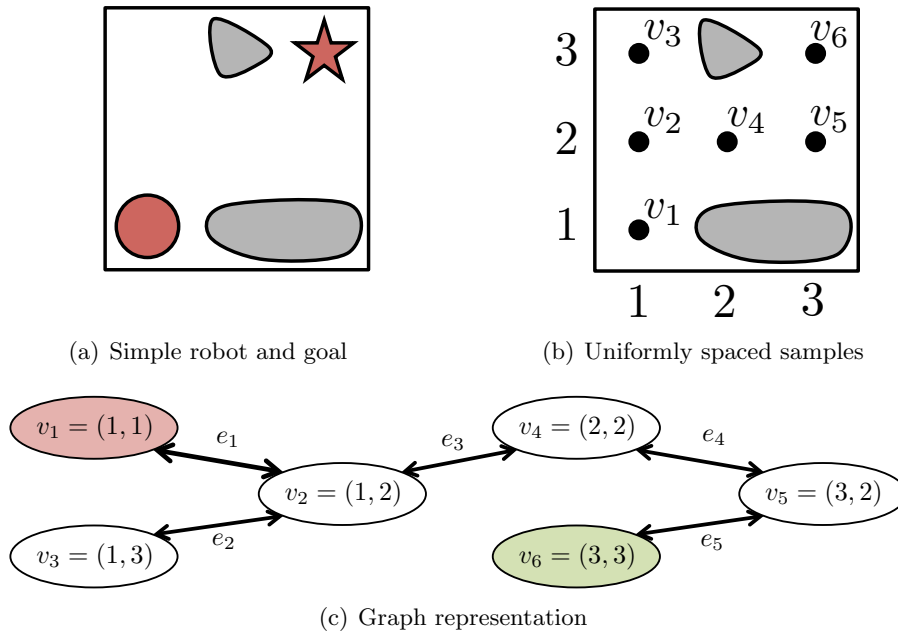 3
2
1
v₃
v₆
v₂
v₄
v₅
v₁
1 2 3
(a) Simple robot and goal
(b) Uniformly spaced samples
v₁ = (1, 1)
e₁
v₂ = (1, 2)
e₂
v₃ = (1, 3)
e₃
v₄ = (2, 2)
e₄
v₅ = (3, 2)
e₅
v₆ = (3, 3)
(c) Graph representation